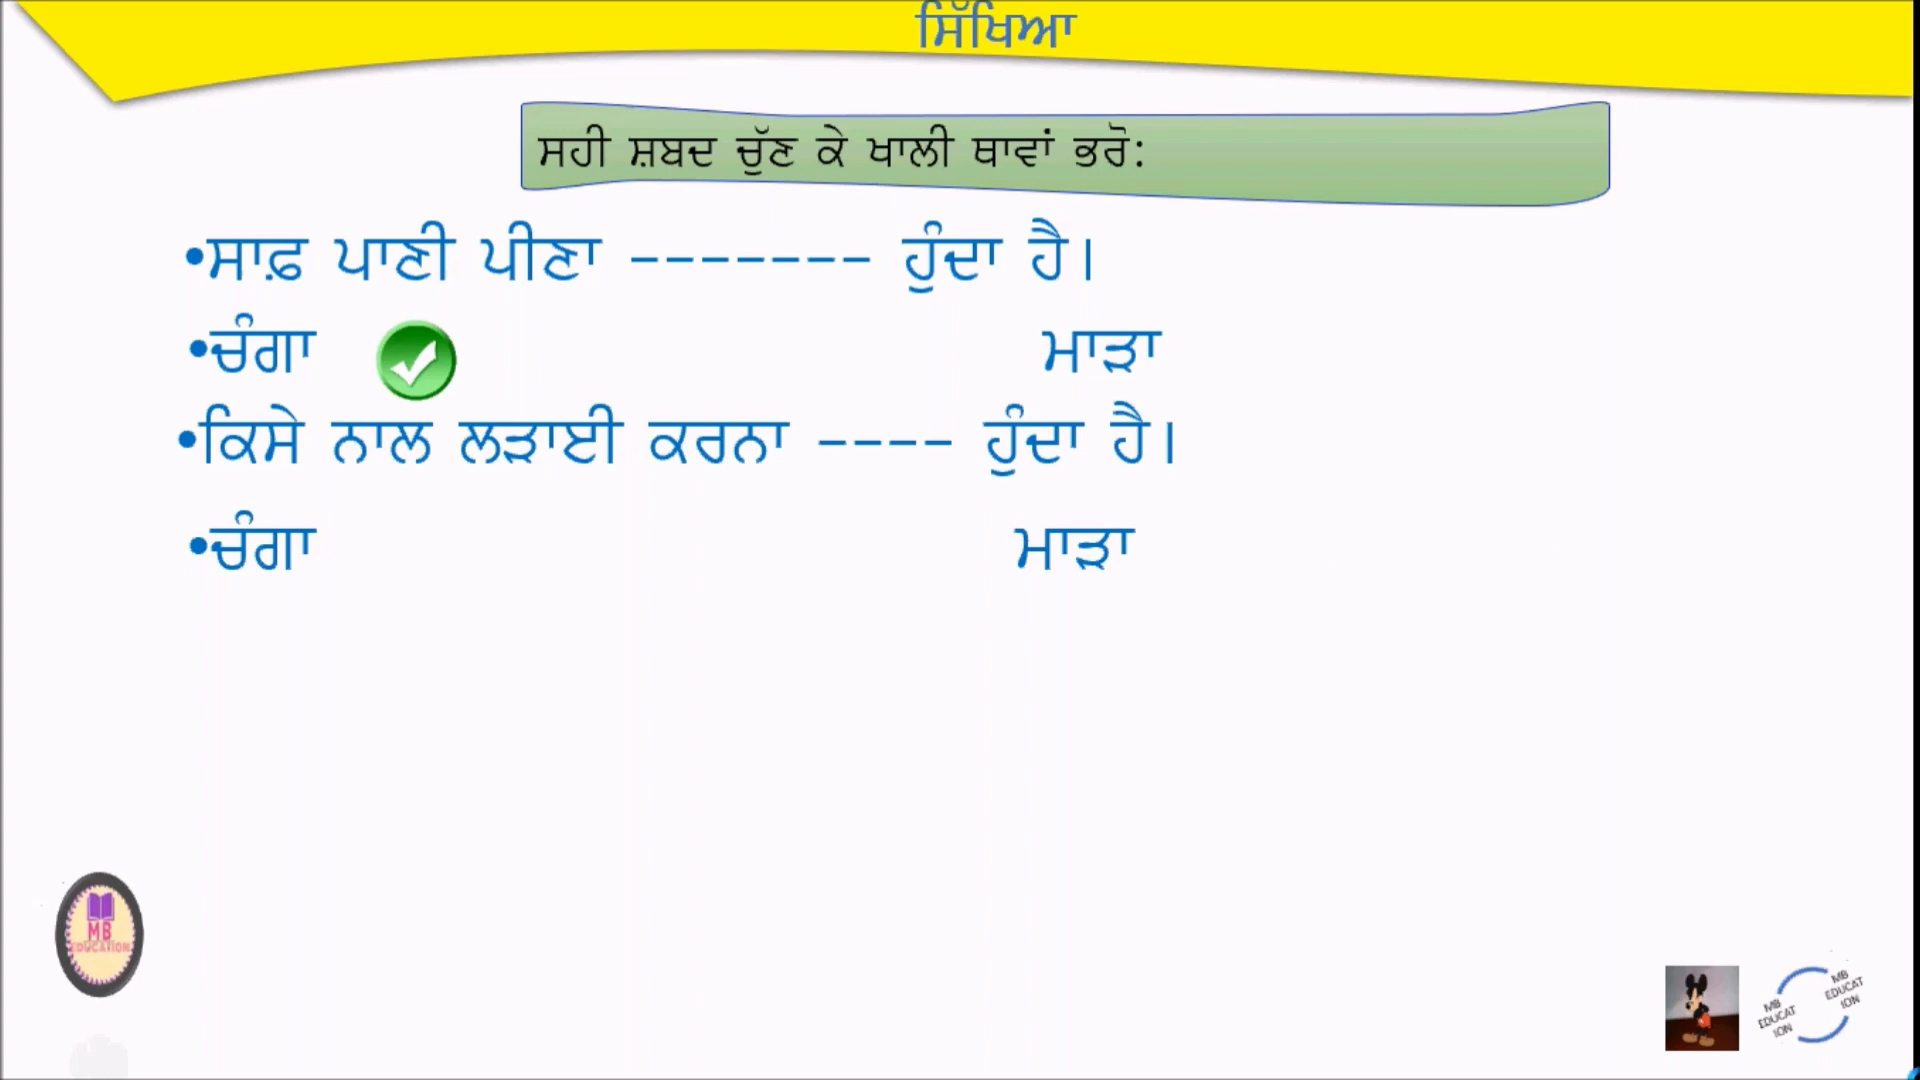 ਸਿੱਖਿਆ
ਸਹੀ ਸ਼ਬਦ ਚੁੱਣ ਕੇ ਖਾਲੀ ਥਾਵਾਂ ਭਰੋ:
•ਸਾਫ਼ ਪਾਣੀ ਪੀਣਾ ------- ਹੁੰਦਾ ਹੈ।
•ਚੰਗਾ ਮਾੜਾ
•ਕਿਸੇ ਨਾਲ ਲੜਾਈ ਕਰਨਾ ---- ਹੁੰਦਾ ਹੈ।
•ਚੰਗਾ ਮਾੜਾ
MB
EDUCATION
MB
EDUCAT
ION
MB
EDUCAT
ION